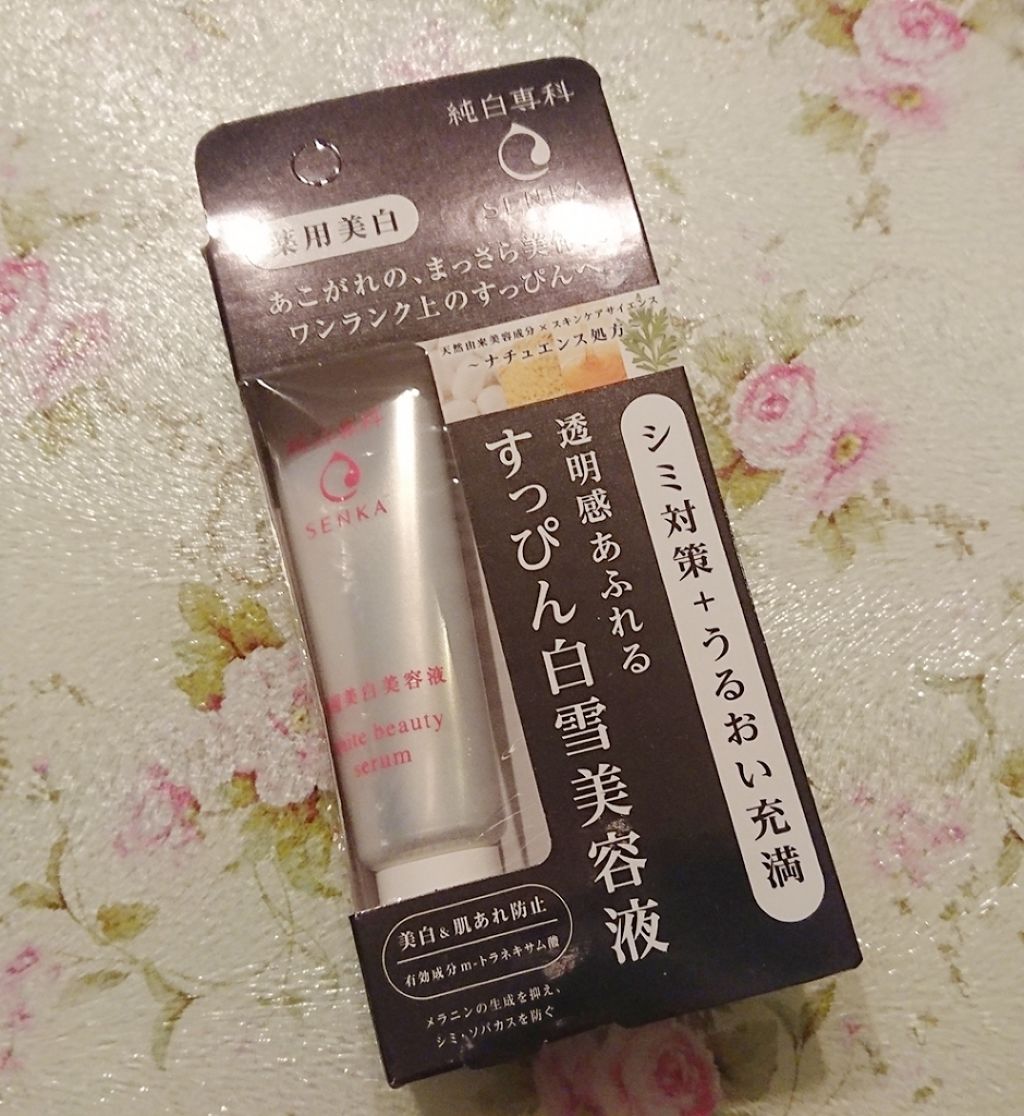 純白専科
SENKA
薬用美白
あこがれの、まっさら美
ワンランク上のすっぴんへ
天然由来美容成分×スキンケアサイエンス
～ナチュエンス処方～
シミ対策+うるおい充満
透明感あふれる
すっぴん白雪美容液
専科
SENKA
美白美容液
beauty
serum
美白&肌あれ防止
有効成分m-トラネキサム酸
メラニンの生成を抑え、
シミ・ソバカスを防ぐ